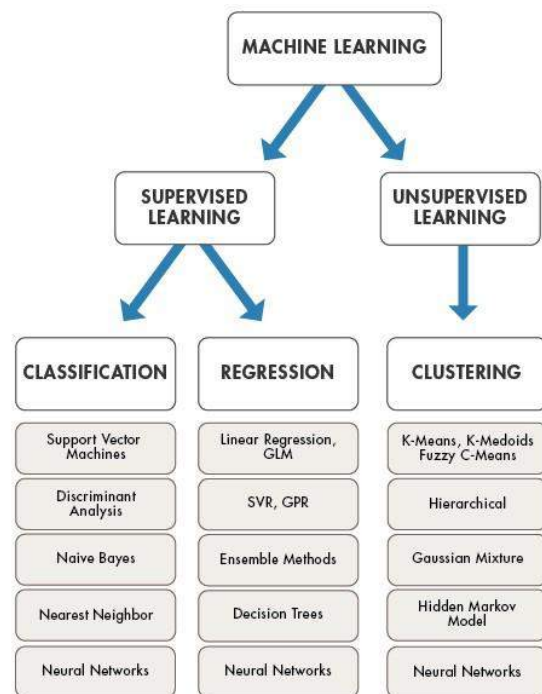 MACHINE LEARNING
SUPERVISED
LEARNING
UNSUPERVISED
LEARNING
CLASSIFICATION
REGRESSION
CLUSTERING
Support Vector
Machines
Linear Regression,
GLM
K-Means, K-Medoids
Fuzzy C-Means
Discriminant
Analysis
SVR, GPR
Hierarchical
Naive Bayes
Ensemble Methods
Gaussian Mixture
Nearest Neighbor
Decision Trees
Hidden Markov
Model
Neural Networks
Neural Networks
Neural Networks